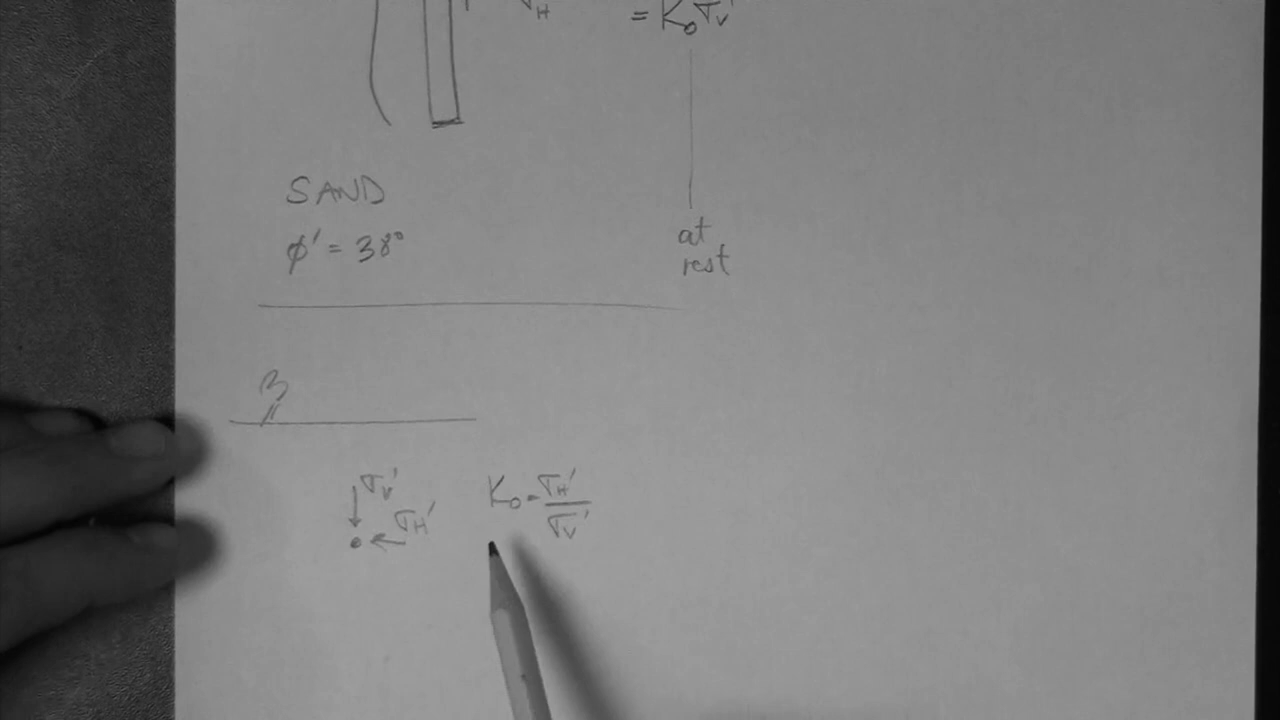 σH
= K₀σv'
SAND
ϕ' = 38°
at
rest
σv'
σH'
K₀ = σH'/σv'